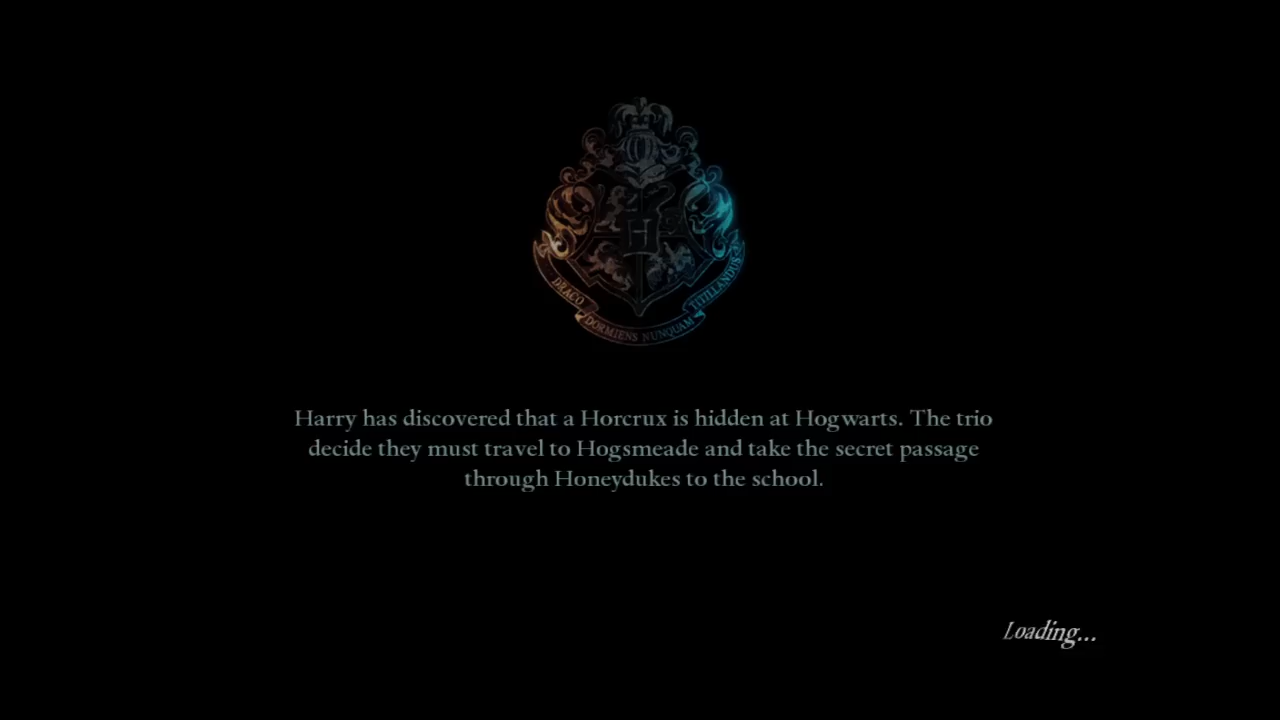 H
DRACO
DORMIENS NUNQUAM
TITILLANDUS
Harry has discovered that a Horcrux is hidden at Hogwarts. The trio
decide they must travel to Hogsmeade and take the secret passage
through Honeydukes to the school.
Loading...